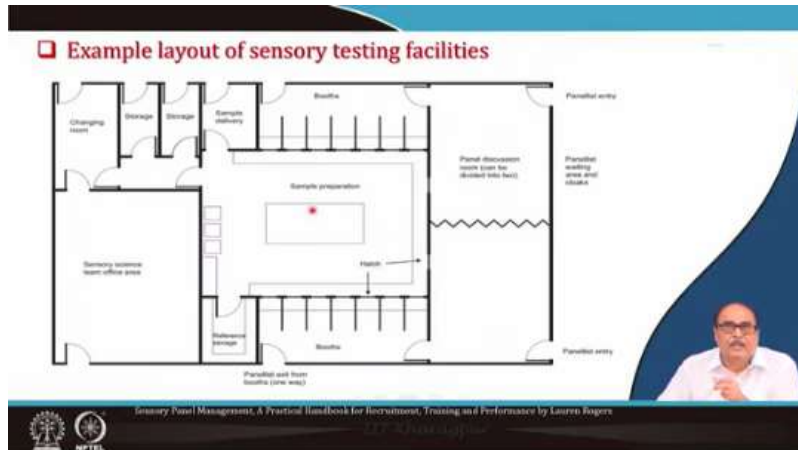 Example layout of sensory testing facilities
Changing
room
Storage
Storage
Sample
delivery
Booths
Panellist entry
Sample preparation
Panel discussion
room (can be
divided into two)
Panellist
waiting
area and
cloaks
Sensory science
team office area
Hatch
Reference
storage
Booths
Panellist entry
Panellist exit from
booths (one way)
Sensory Panel Management, A Practical Handbook for Recruitment, Training and Performance by Lauren Rogers
IIT Kharagpur
NPTEL